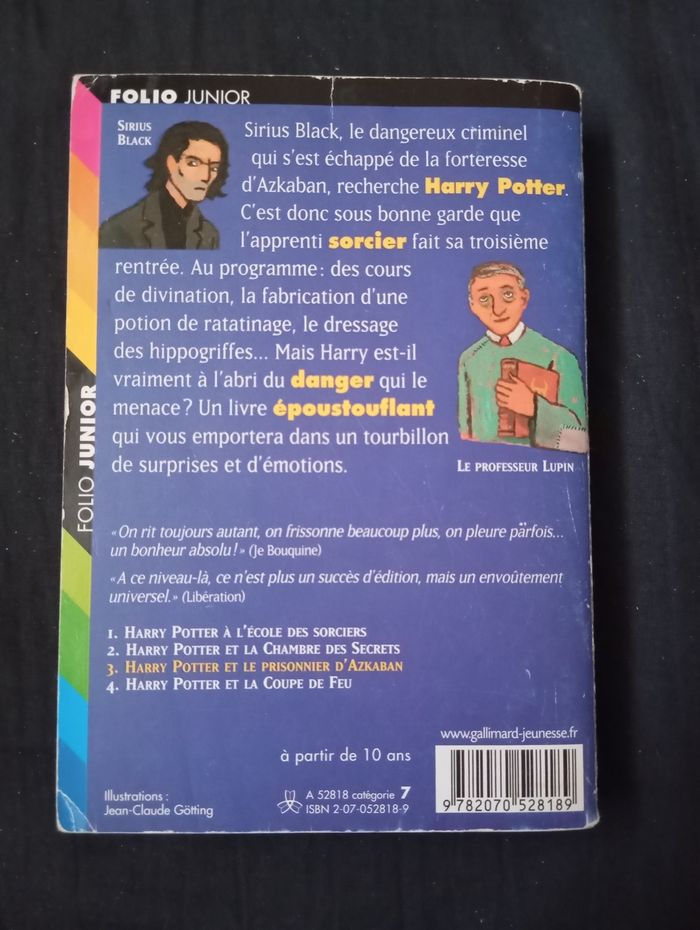 FOLIO JUNIOR
SIRIUS
BLACK
Sirius Black, le dangereux criminel
qui s'est échappé de la forteresse
d'Azkaban, recherche Harry Potter.
C'est donc sous bonne garde que
l'apprenti sorcier fait sa troisième
rentrée. Au programme : des cours
de divination, la fabrication d'une
potion de ratatinage, le dressage
des hippogriffes... Mais Harry est-il
vraiment à l'abri du danger qui le
menace ? Un livre époustouflant
qui vous emportera dans un tourbillon
de surprises et d'émotions.
LE PROFESSEUR LUPIN
FOLIO JUNIOR
« On rit toujours autant, on frissonne beaucoup plus, on pleure parfois...
un bonheur absolu ! » (Je Bouquine)
« A ce niveau-là, ce n'est plus un succès d'édition, mais un envoûtement
universel. » (Libération)
1. HARRY POTTER À L'ÉCOLE DES SORCIERS
2. HARRY POTTER ET LA CHAMBRE DES SECRETS
3. HARRY POTTER ET LE PRISONNIER D'AZKABAN
4. HARRY POTTER ET LA COUPE DE FEU
www.gallimard-jeunesse.fr
à partir de 10 ans
Illustrations :
Jean-Claude Götting
A 52818 catégorie 7
ISBN 2-07-052818-9
9 782070 528189